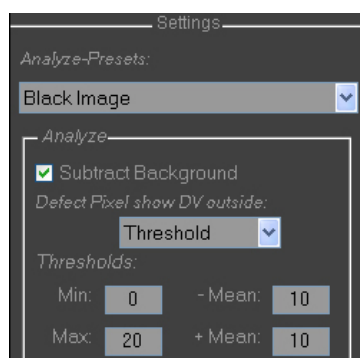 Settings
Analyze-Presets:
Black Image
Analyze
Subtract Background
Defect Pixel show DV outside:
Threshold
Thresholds:
Min: 0 - Mean: 10
Max: 20 + Mean: 10